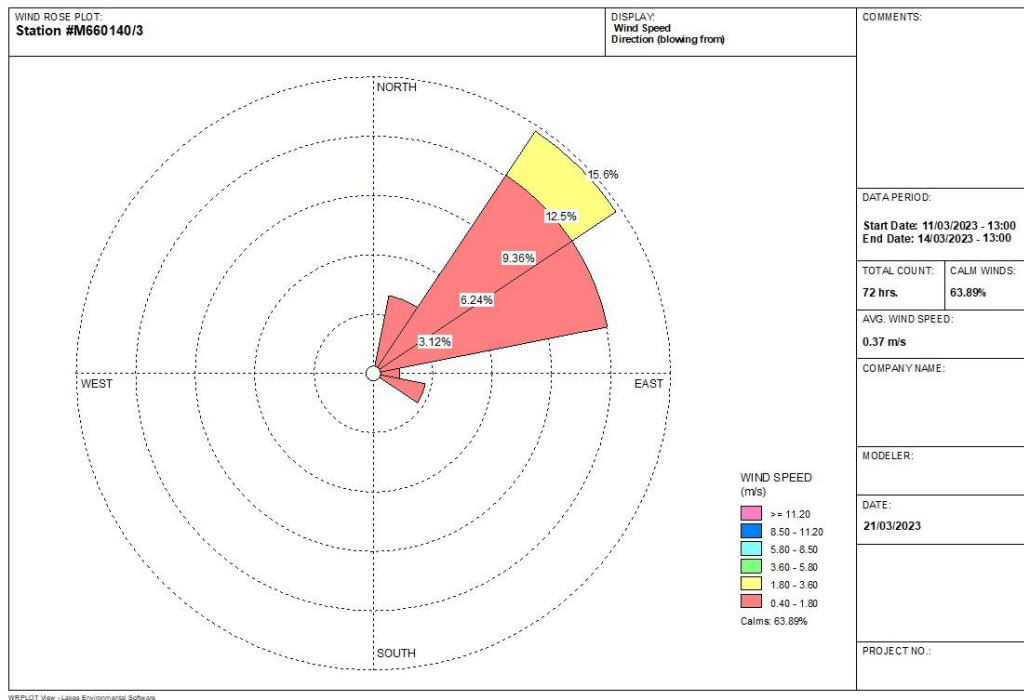 WIND ROSE PLOT:
Station #M660140/3
DISPLAY:
Wind Speed
Direction (blowing from)
COMMENTS:
NORTH
15.6%
12.5%
9.36%
6.24%
3.12%
WEST
EAST
SOUTH
WIND SPEED
(m/s)
>= 11.20
8.50 - 11.20
5.80 - 8.50
3.60 - 5.80
1.80 - 3.60
0.40 - 1.80
Calms: 63.89%
DATA PERIOD:
Start Date: 11/03/2023 - 13:00
End Date: 14/03/2023 - 13:00
TOTAL COUNT:
72 hrs.
CALM WINDS:
63.89%
AVG. WIND SPEED:
0.37 m/s
COMPANY NAME:
MODELER:
DATE:
21/03/2023
PROJECT NO.:
WRPLOT View - Lakes Environmental Software